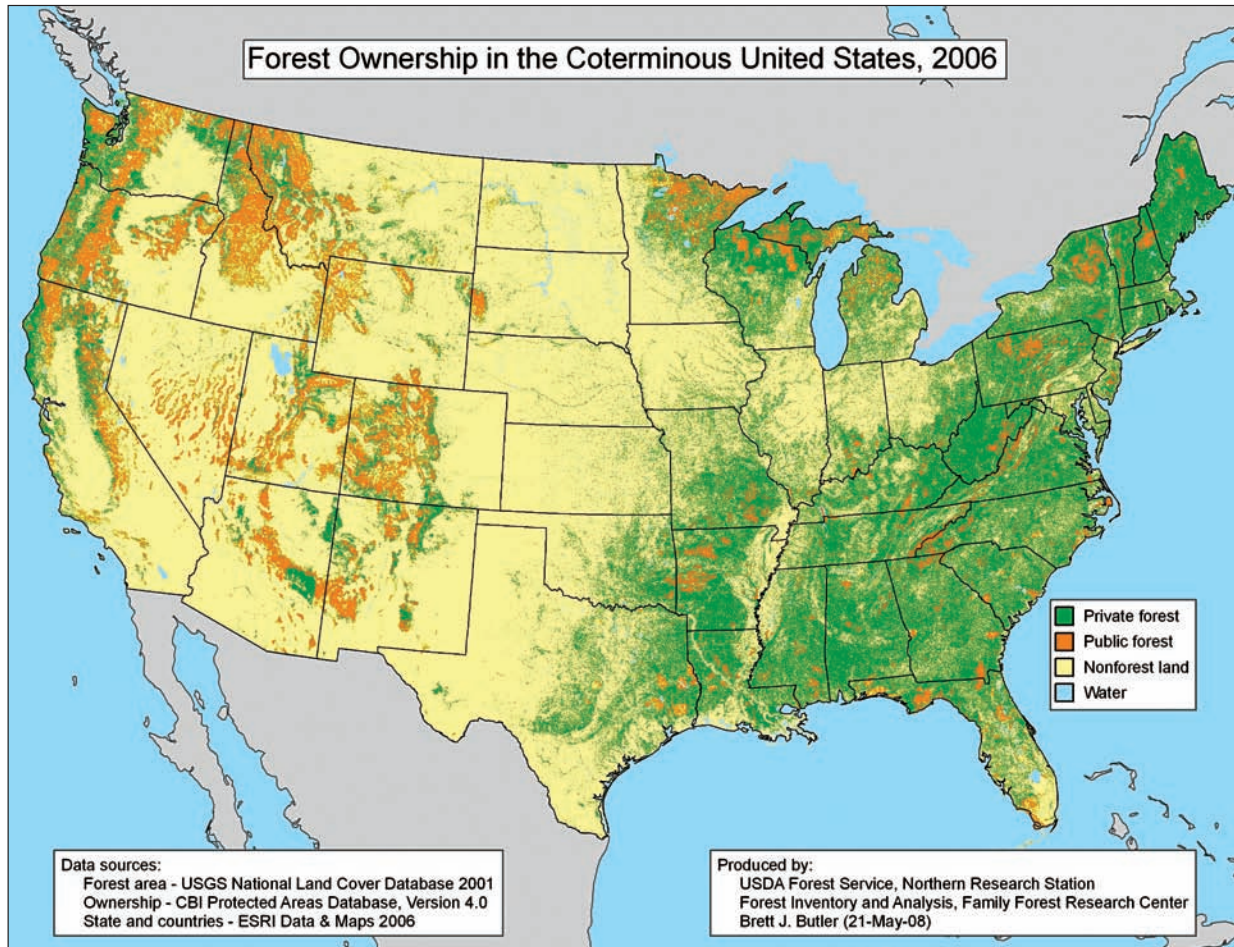 Forest Ownership in the Coterminous United States, 2006
Private forest
Public forest
Nonforest land
Water
Data sources:
Forest area - USGS National Land Cover Database 2001
Ownership - CBI Protected Areas Database, Version 4.0
State and countries - ESRI Data & Maps 2006
Produced by:
USDA Forest Service, Northern Research Station
Forest Inventory and Analysis, Family Forest Research Center
Brett J. Butler (21-May-08)